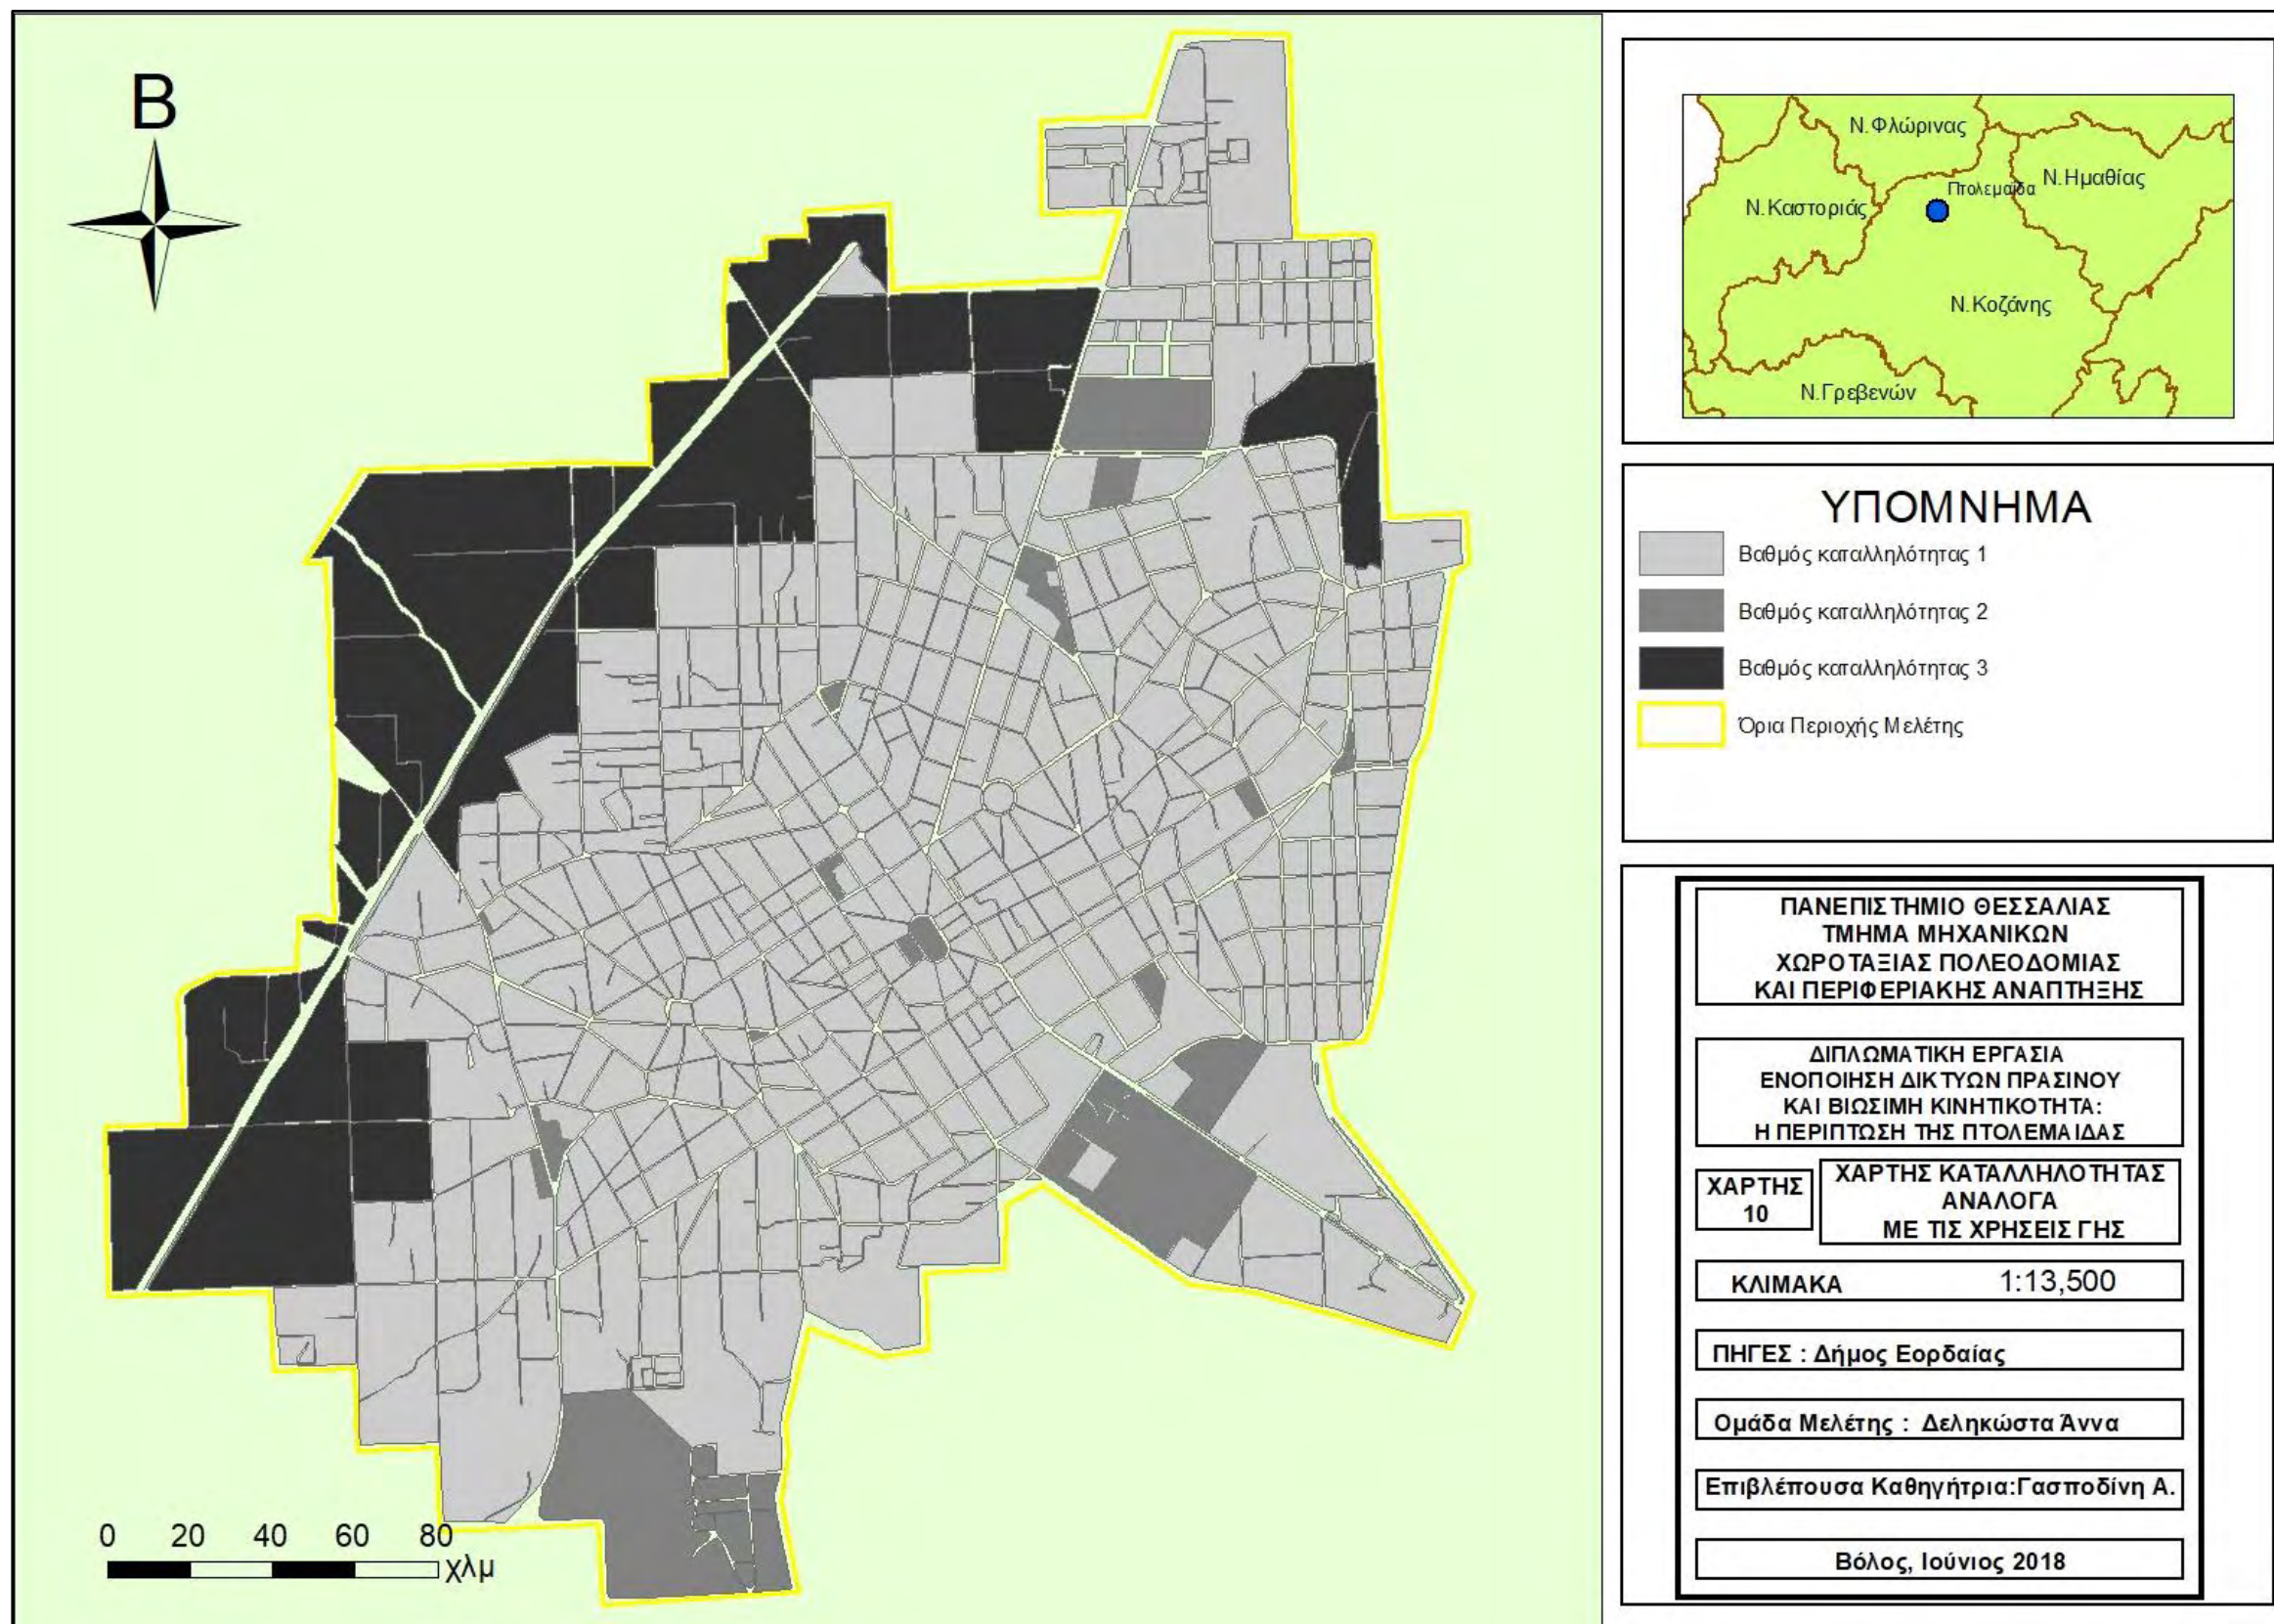 Β
0 20 40 60 80
χλμ
Ν.Φλώρινας
Πτολεμαΐδα
Ν.Ημαθίας
Ν.Καστοριάς
Ν.Κοζάνης
Ν.Γρεβενών
ΥΠΟΜΝΗΜΑ
Βαθμός καταλληλότητας 1
Βαθμός καταλληλότητας 2
Βαθμός καταλληλότητας 3
Όρια Περιοχής Μελέτης
ΠΑΝΕΠΙΣΤΗΜΙΟ ΘΕΣΣΑΛΙΑΣ
ΤΜΗΜΑ ΜΗΧΑΝΙΚΩΝ
ΧΩΡΟΤΑΞΙΑΣ ΠΟΛΕΟΔΟΜΙΑΣ
ΚΑΙ ΠΕΡΙΦΕΡΙΑΚΗΣ ΑΝΑΠΤΗΞΗΣ
ΔΙΠΛΩΜΑΤΙΚΗ ΕΡΓΑΣΙΑ
ΕΝΟΠΟΙΗΣΗ ΔΙΚΤΥΩΝ ΠΡΑΣΙΝΟΥ
ΚΑΙ ΒΙΩΣΙΜΗ ΚΙΝΗΤΙΚΟΤΗΤΑ:
Η ΠΕΡΙΠΤΩΣΗ ΤΗΣ ΠΤΟΛΕΜΑΙΔΑΣ
ΧΑΡΤΗΣ
10
ΧΑΡΤΗΣ ΚΑΤΑΛΛΗΛΟΤΗΤΑΣ
ΑΝΑΛΟΓΑ
ΜΕ ΤΙΣ ΧΡΗΣΕΙΣ ΓΗΣ
ΚΛΙΜΑΚΑ 1:13,500
ΠΗΓΕΣ : Δήμος Εορδαίας
Ομάδα Μελέτης : Δεληκώστα Άννα
Επιβλέπουσα Καθηγήτρια:Γασποδίνη Α.
Βόλος, Ιούνιος 2018